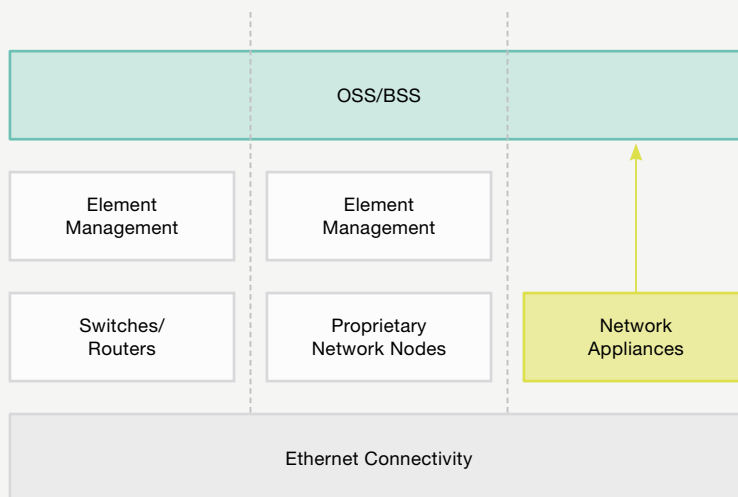 OSS/BSS
Element
Management
Element
Management
Switches/
Routers
Proprietary
Network Nodes
Network
Appliances
Ethernet Connectivity